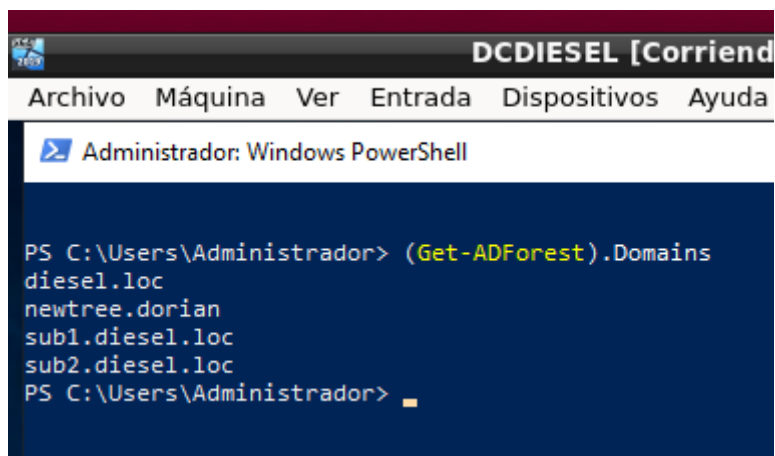 DCDIESEL [Corriend
Archivo Máquina Ver Entrada Dispositivos Ayuda
Administrador: Windows PowerShell
PS C:\Users\Administrador> (Get-ADForest).Domains
diesel.loc
newtree.dorian
sub1.diesel.loc
sub2.diesel.loc
PS C:\Users\Administrador>